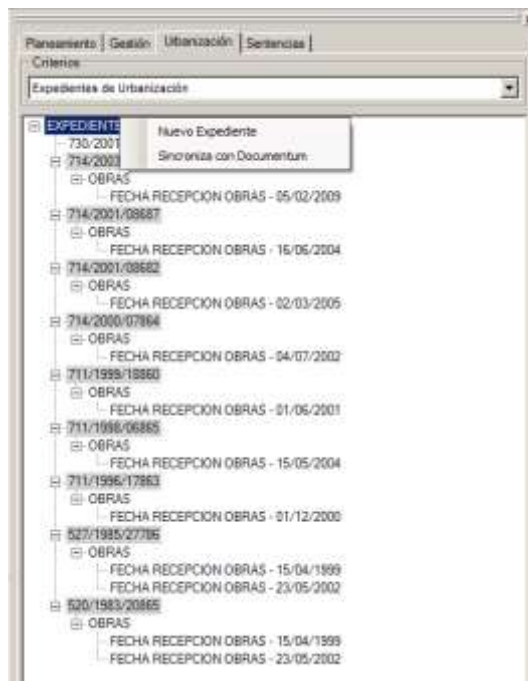 Planeamiento Gestión Urbanización Sentencias
Criterios
Expedientes de Urbanización
EXPEDIENTE
Nuevo Expediente
730/2001
Sincroniza con Documentum
714/2003
OBRAS
FECHA RECEPCION OBRAS - 05/02/2009
714/2001/08687
OBRAS
FECHA RECEPCION OBRAS - 16/06/2004
714/2001/08682
OBRAS
FECHA RECEPCION OBRAS - 02/03/2005
714/2000/07864
OBRAS
FECHA RECEPCION OBRAS - 04/07/2002
711/1999/18860
OBRAS
FECHA RECEPCION OBRAS - 01/06/2001
711/1998/06865
OBRAS
FECHA RECEPCION OBRAS - 15/05/2004
711/1996/17863
OBRAS
FECHA RECEPCION OBRAS - 01/12/2000
527/1985/27786
OBRAS
FECHA RECEPCION OBRAS - 15/04/1999
FECHA RECEPCION OBRAS - 23/05/2002
520/1983/20865
OBRAS
FECHA RECEPCION OBRAS - 15/04/1999
FECHA RECEPCION OBRAS - 23/05/2002